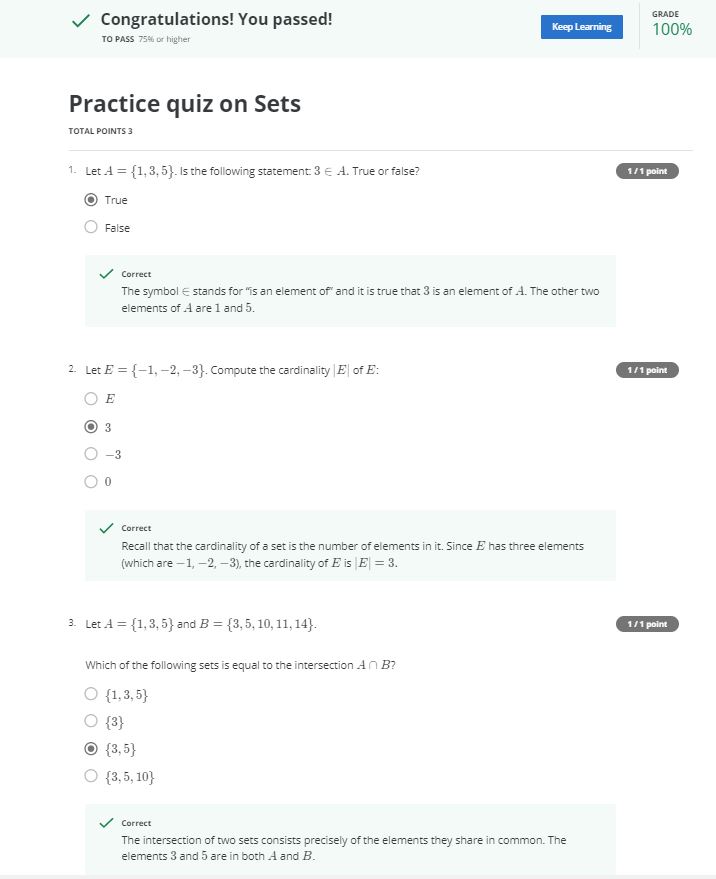 Congratulations! You passed!
TO PASS 75% or higher
Keep Learning
GRADE
100%
Practice quiz on Sets
TOTAL POINTS 3
1. Let A = {1, 3, 5}. Is the following statement: 3 ∈ A. True or false?
1 / 1 point
True
False
Correct
The symbol ∈ stands for "is an element of" and it is true that 3 is an element of A. The other two
elements of A are 1 and 5.
2. Let E = {−1, −2, −3}. Compute the cardinality |E| of E:
1 / 1 point
E
3
−3
0
Correct
Recall that the cardinality of a set is the number of elements in it. Since E has three elements
(which are −1, −2, −3), the cardinality of E is |E| = 3.
3. Let A = {1, 3, 5} and B = {3, 5, 10, 11, 14}.
1 / 1 point
Which of the following sets is equal to the intersection A ∩ B?
{1, 3, 5}
{3}
{3, 5}
{3, 5, 10}
Correct
The intersection of two sets consists precisely of the elements they share in common. The
elements 3 and 5 are in both A and B.